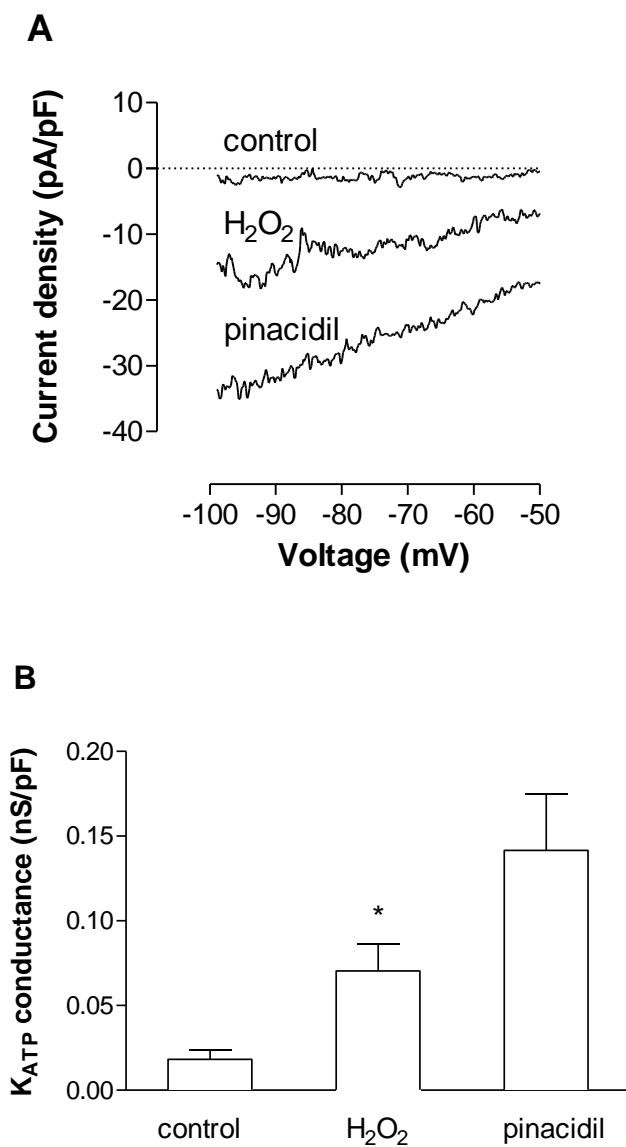 A
Current density (pA/pF)
10
0
-10
-20
-30
-40
control
H₂O₂
pinacidil
-100 -90 -80 -70 -60 -50
Voltage (mV)
B
K_ATP conductance (nS/pF)
0.20
0.15
0.10
0.05
0.00
*
control H₂O₂ pinacidil